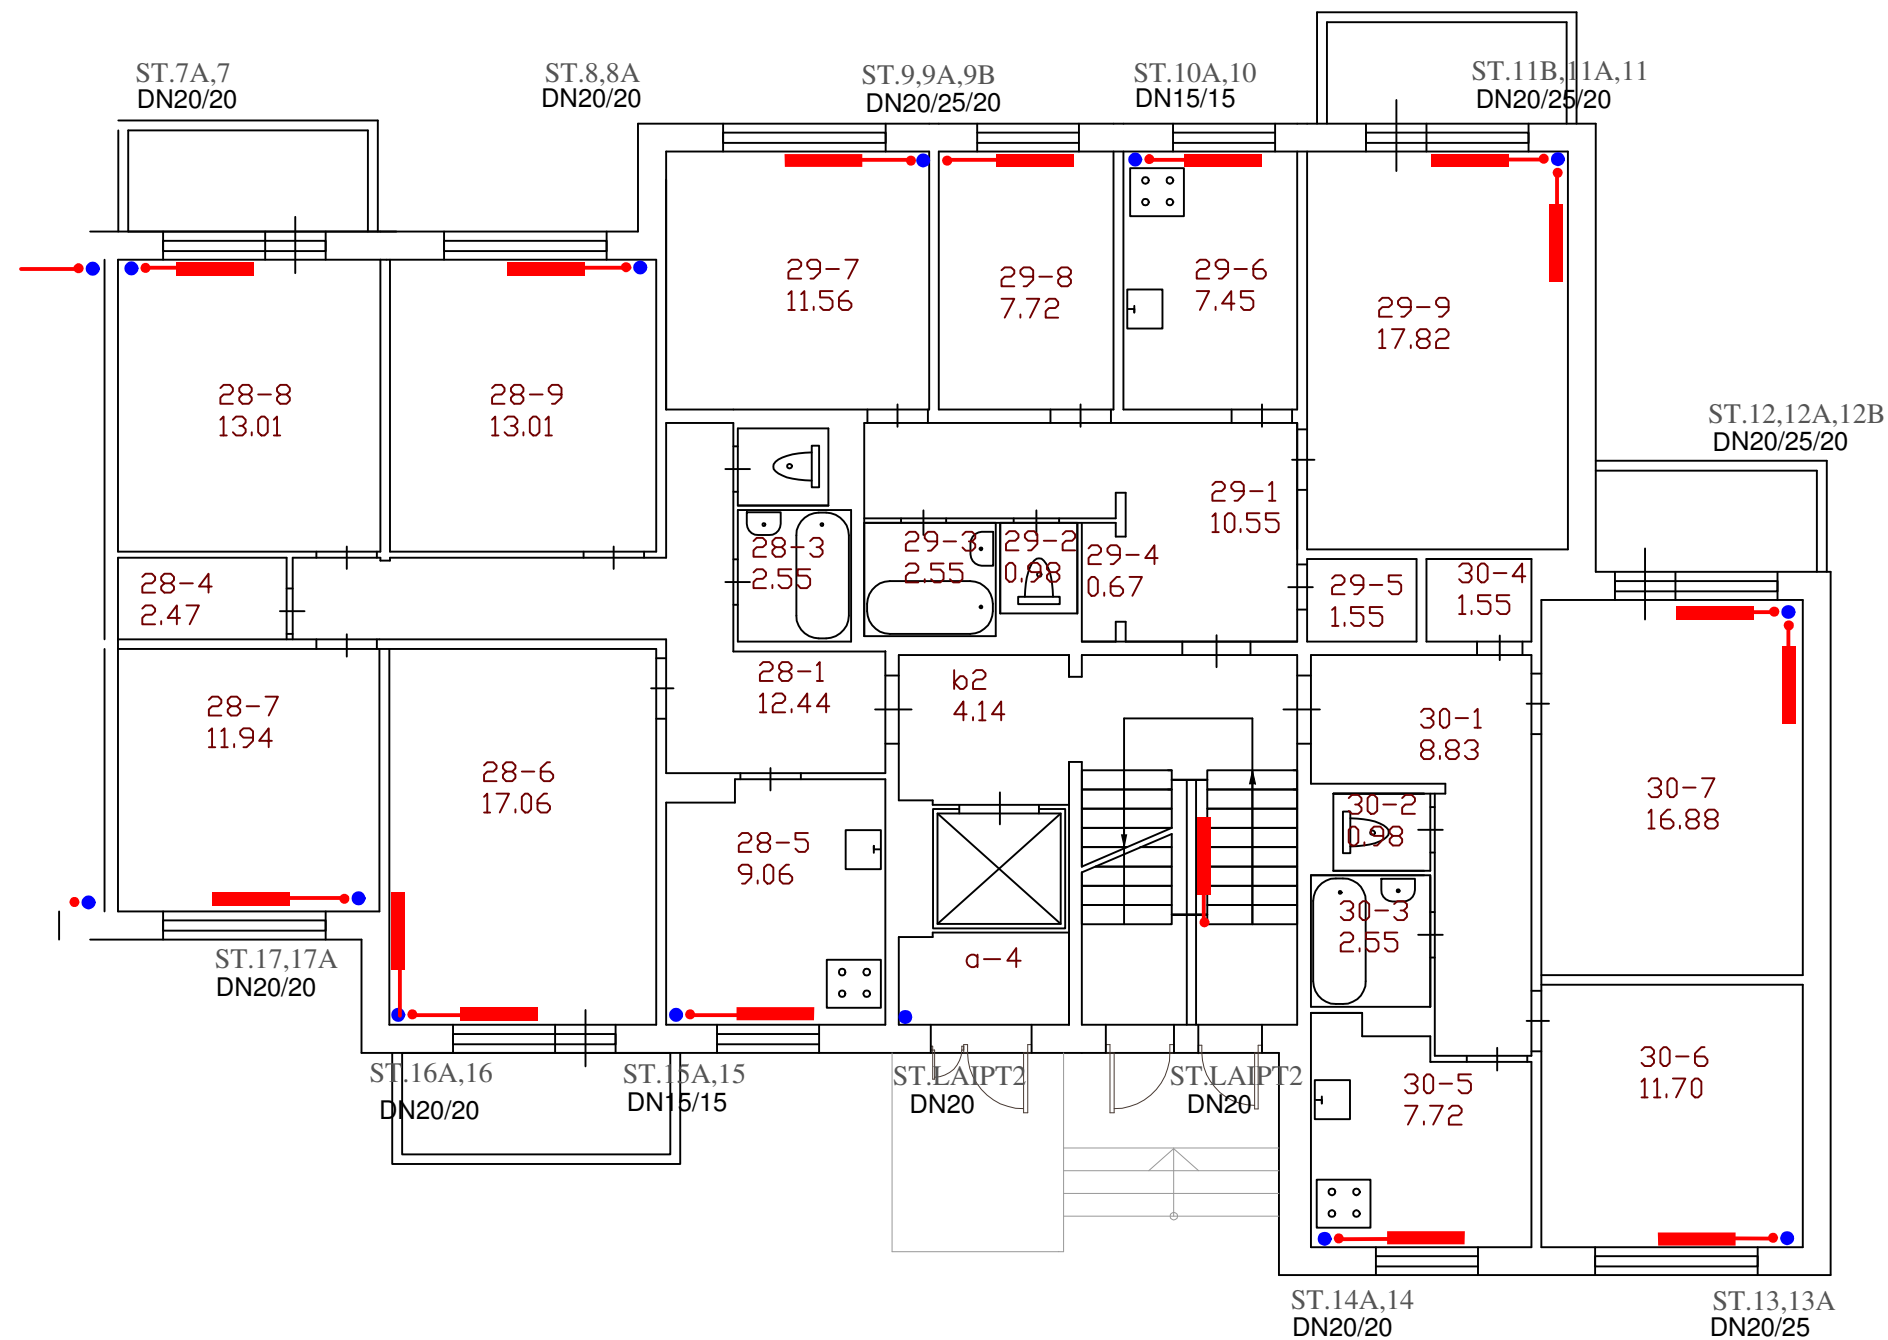 ST.7A,7
DN20/20
ST.8,8A
DN20/20
ST.9,9A,9B
DN20/25/20
ST.10A,10
DN15/15
ST.11B,11A,11
DN20/25/20
29-7
11.56
29-8
7.72
29-6
7.45
29-9
17.82
28-8
13.01
28-9
13.01
ST.12,12A,12B
DN20/25/20
29-1
10.55
28-3
2.55
29-3
2.55
29-2
0.98
29-4
0.67
28-4
2.47
29-5
1.55
30-4
1.55
28-7
11.94
28-1
12.44
b2
4.14
30-1
8.83
28-6
17.06
28-5
9.06
30-2
0.98
30-7
16.88
30-3
2.55
a-4
ST.17,17A
DN20/20
ST.16A,16
DN20/20
ST.15A,15
DN15/15
ST.LAIPT2
DN20
ST.LAIPT2
DN20
30-5
7.72
30-6
11.70
ST.14A,14
DN20/20
ST.13,13A
DN20/25